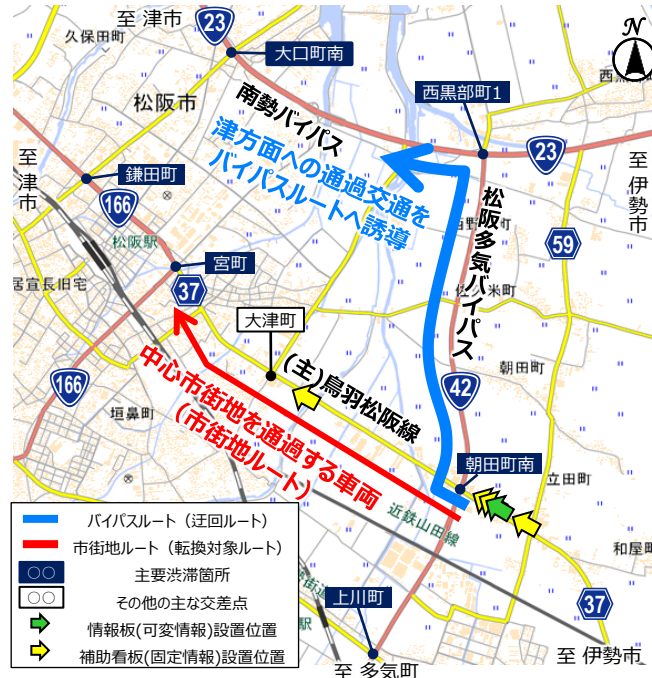 至 津市
23
N
久保田町
大口町南
松阪市
西黒部町1
南勢バイパス
津方面への通過交通を
バイパスルートへ誘導
23
至 津市
至 伊勢市
鎌田町
166
松阪駅
宮町
松阪多気バイパス
59
居宣長旧宅
37
大津町
佐久米町
(主)鳥羽松阪線
朝田町
166
中心市街地を通過する車両
(市街地ルート)
42
垣鼻町
朝田町南
立田町
近鉄山田線
和屋町
バイパスルート（迂回ルート）
市街地ルート（転換対象ルート）
○○ 主要渋滞箇所
○○ その他の主な交差点
情報板(可変情報)設置位置
補助看板(固定情報)設置位置
上川町
37
至 伊勢市
至 多気町